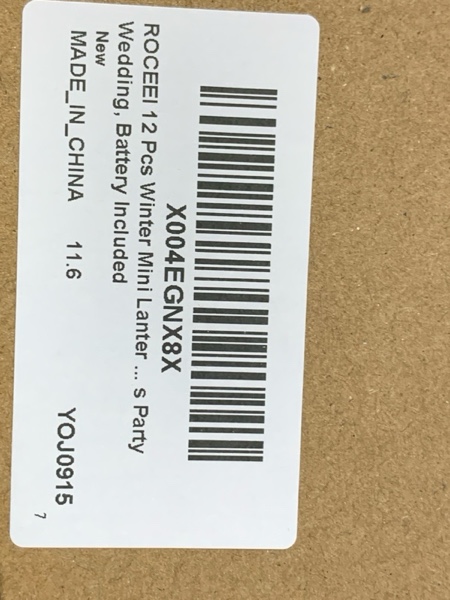 X004EGNX8X
ROCEEI 12 Pcs Winter Mini Lanter ... s Party
Wedding, Battery Included
New
MADE_IN_CHINA 11.6 YOJ0915
7